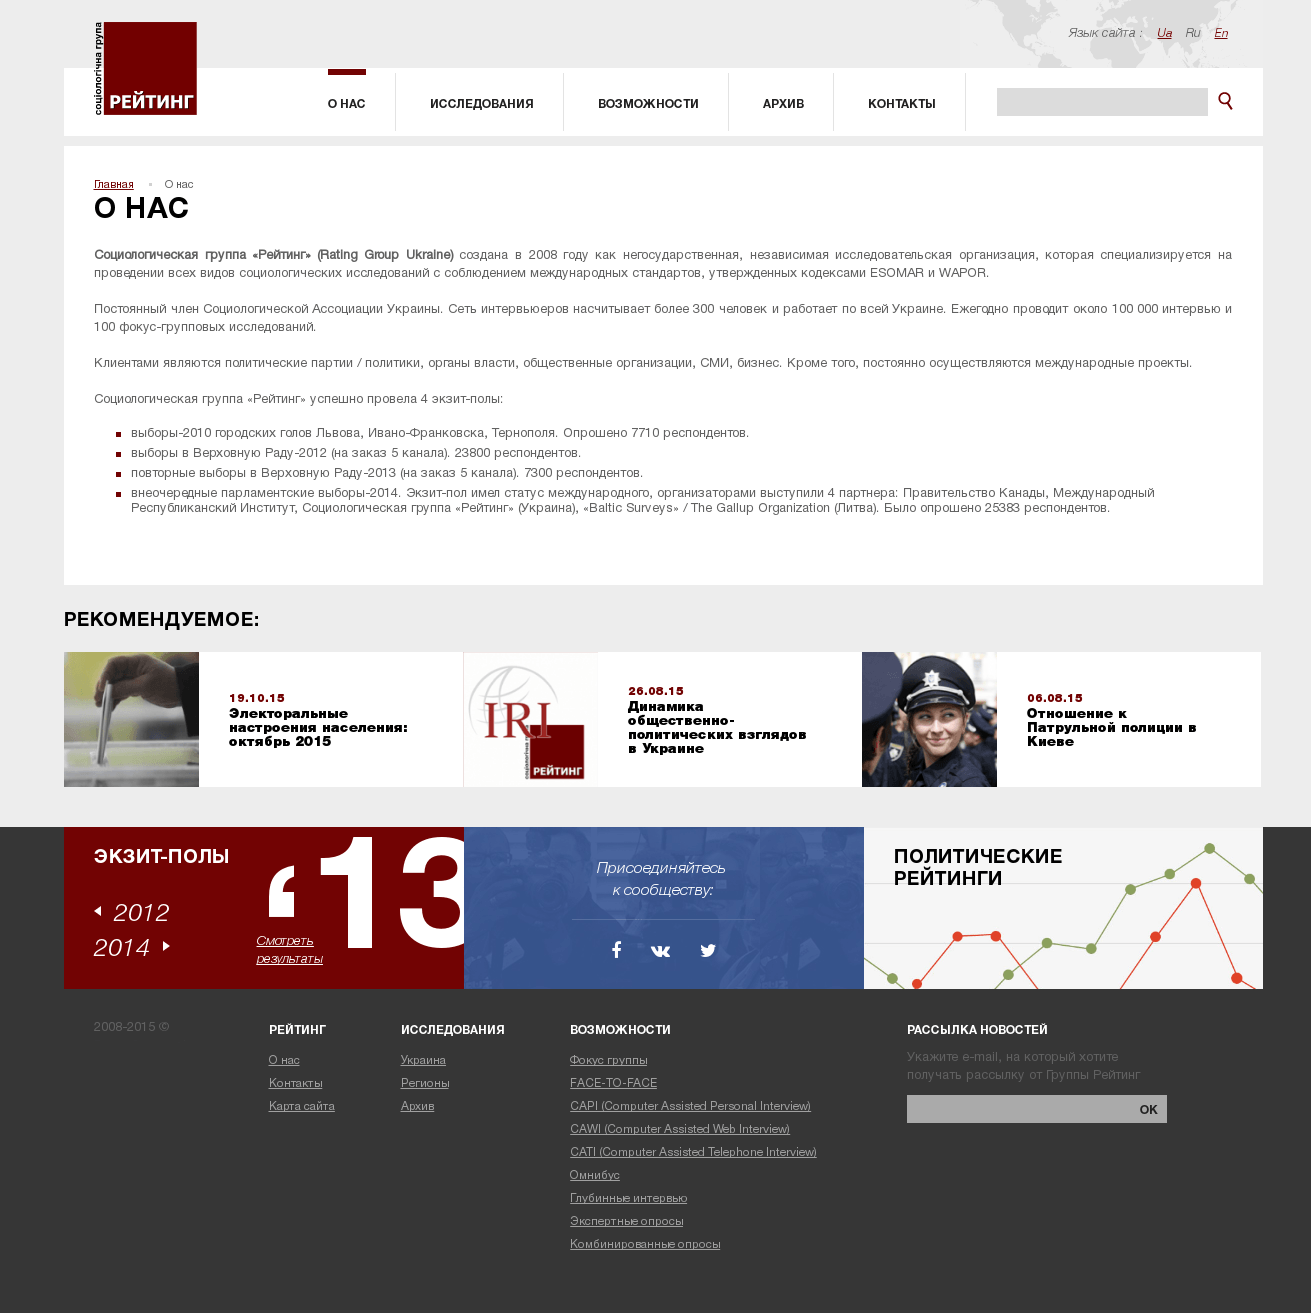 соціологічна група
РЕЙТИНГ
Язык сайта : Ua Ru En
О НАС ИССЛЕДОВАНИЯ ВОЗМОЖНОСТИ АРХИВ КОНТАКТЫ
Главная О нас
О НАС
Социологическая группа «Рейтинг» (Rating Group Ukraine) создана в 2008 году как негосударственная, независимая исследовательская организация, которая специализируется на
проведении всех видов социологических исследований с соблюдением международных стандартов, утвержденных кодексами ESOMAR и WAPOR.
Постоянный член Социологической Ассоциации Украины. Сеть интервьюеров насчитывает более 300 человек и работает по всей Украине. Ежегодно проводит около 100 000 интервью и
100 фокус-групповых исследований.
Клиентами являются политические партии / политики, органы власти, общественные организации, СМИ, бизнес. Кроме того, постоянно осуществляются международные проекты.
Социологическая группа «Рейтинг» успешно провела 4 экзит-полы:
выборы-2010 городских голов Львова, Ивано-Франковска, Тернополя. Опрошено 7710 респондентов.
выборы в Верховную Раду-2012 (на заказ 5 канала). 23800 респондентов.
повторные выборы в Верховную Раду-2013 (на заказ 5 канала). 7300 респондентов.
внеочередные парламентские выборы-2014. Экзит-пол имел статус международного, организаторами выступили 4 партнера: Правительство Канады, Международный
Республиканский Институт, Социологическая группа «Рейтинг» (Украина), «Baltic Surveys» / The Gallup Organization (Литва). Было опрошено 25383 респондентов.
РЕКОМЕНДУЕМОЕ:
19.10.15
Электоральные
настроения населения:
октябрь 2015
IRI
соціологічна група
РЕЙТИНГ
26.08.15
Динамика
общественно-
политических взглядов
в Украине
06.08.15
Отношение к
Патрульной полиции в
Киеве
ЭКЗИТ-ПОЛЫ
2012
2014
‘13
Смотреть
результаты
Присоединяйтесь
к сообществу:
ПОЛИТИЧЕСКИЕ
РЕЙТИНГИ
2008-2015 ©
РЕЙТИНГ
О нас
Контакты
Карта сайта
ИССЛЕДОВАНИЯ
Украина
Регионы
Архив
ВОЗМОЖНОСТИ
Фокус группы
FACE-TO-FACE
CAPI (Computer Assisted Personal Interview)
CAWI (Computer Assisted Web Interview)
CATI (Computer Assisted Telephone Interview)
Омнибус
Глубинные интервью
Экспертные опросы
Комбинированные опросы
РАССЫЛКА НОВОСТЕЙ
Укажите e-mail, на который хотите
получать рассылку от Группы Рейтинг
OK